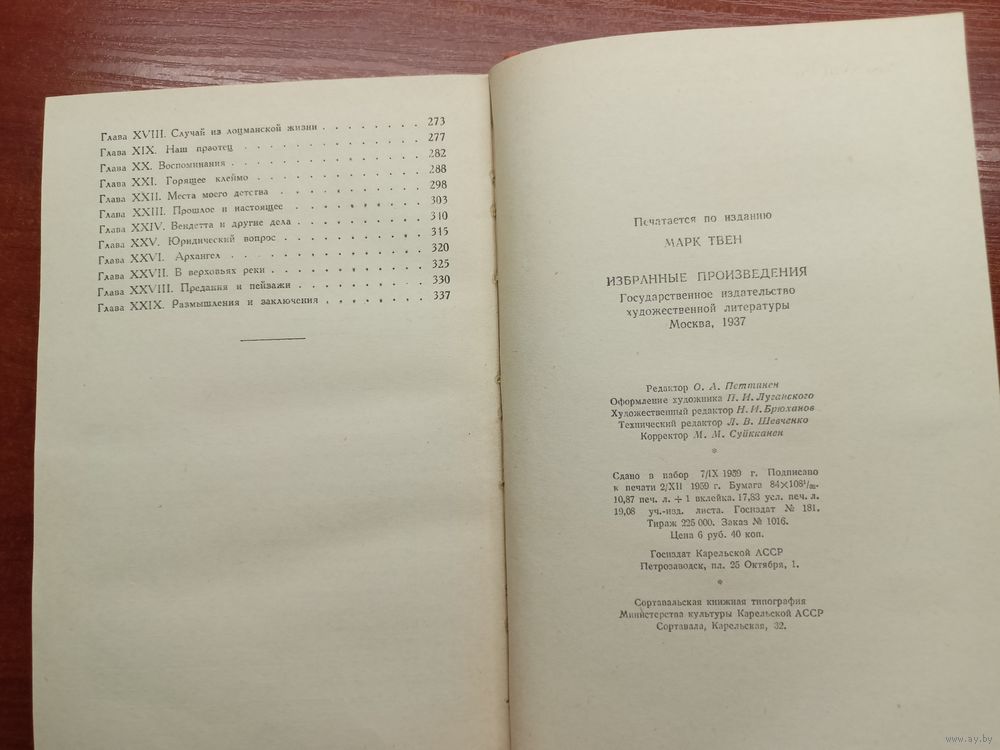 Глава XVIII. Случай из лоцманской жизни . . . . . . . . 273
Глава XIX. Наш праотец . . . . . . . . . . . . . 277
Глава XX. Воспоминания . . . . . . . . . . . . . 282
Глава XXI. Горящее клеймо . . . . . . . . . . . . 288
Глава XXII. Места моего детства . . . . . . . . . . 298
Глава XXIII. Прошлое и настоящее . . . . . . . . . . 303
Глава XXIV. Вендетта и другие дела . . . . . . . . . 310
Глава XXV. Юридический вопрос . . . . . . . . . . 315
Глава XXVI. Архангел . . . . . . . . . . . . . . 320
Глава XXVII. В верховьях реки . . . . . . . . . . . 325
Глава XXVIII. Предания и пейзажи . . . . . . . . . . 330
Глава XXIX. Размышления и заключения . . . . . . . . 337
Печатается по изданию
МАРК ТВЕН
ИЗБРАННЫЕ ПРОИЗВЕДЕНИЯ
Государственное издательство
художественной литературы
Москва, 1937
Редактор О. А. Петтинен
Оформление художника П. И. Луганского
Художественный редактор Н. И. Брюханов
Технический редактор Л. В. Шевченко
Корректор М. М. Суйкканен
*
Сдано в набор 7/IX 1959 г. Подписано
к печати 2/XII 1959 г. Бумага 84×108¹/₃₂.
10,87 печ. л. + 1 вклейка. 17,83 усл. печ. л.
19,08 уч.-изд. листа. Госиздат № 181.
Тираж 225 000. Заказ № 1016.
Цена 6 руб. 40 коп.
Госиздат Карельской АССР
Петрозаводск, пл. 25 Октября, 1.
*
Сортавальская книжная типография
Министерства культуры Карельской АССР
Сортавала, Карельская, 32.
www.ay.by